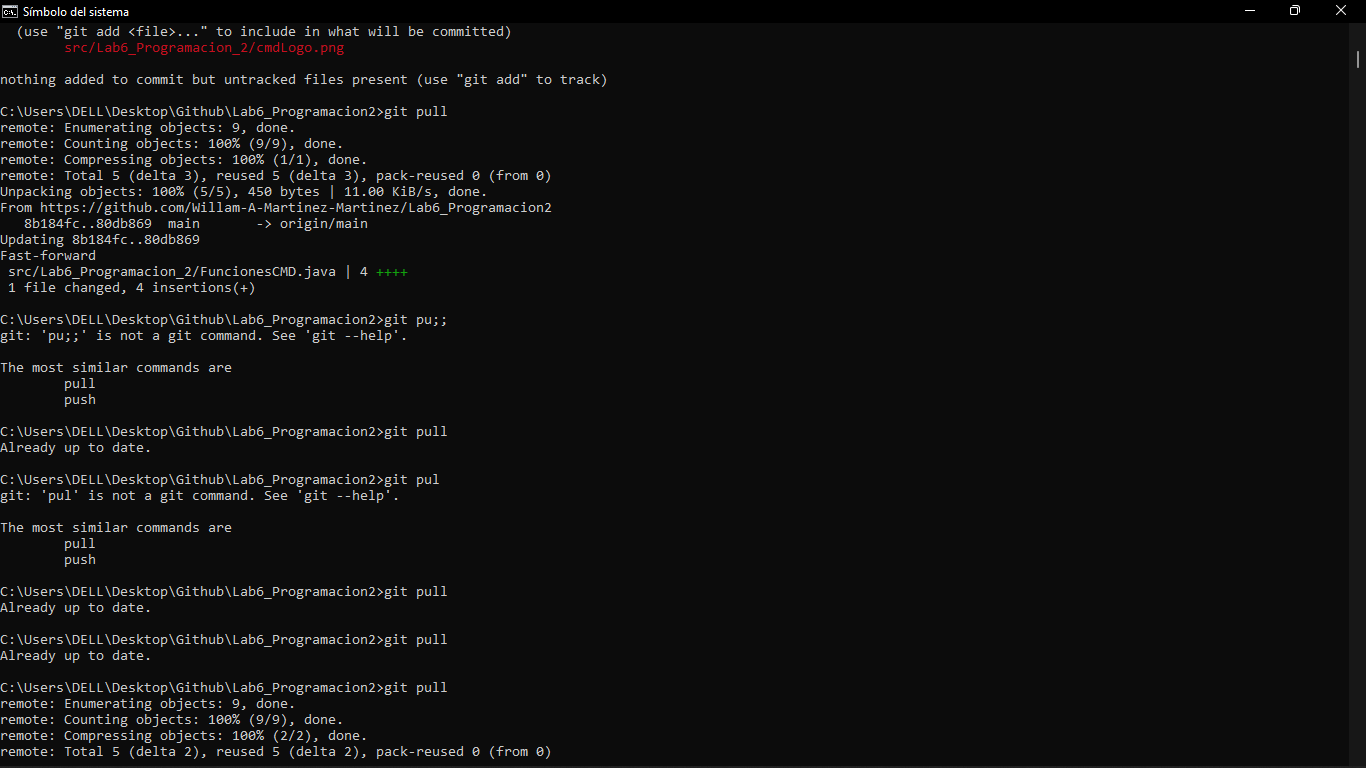 Símbolo del sistema
(use "git add <file>..." to include in what will be committed)
src/Lab6_Programacion_2/cmdLogo.png
nothing added to commit but untracked files present (use "git add" to track)
C:\Users\DELL\Desktop\Github\Lab6_Programacion2>git pull
remote: Enumerating objects: 9, done.
remote: Counting objects: 100% (9/9), done.
remote: Compressing objects: 100% (1/1), done.
remote: Total 5 (delta 3), reused 5 (delta 3), pack-reused 0 (from 0)
Unpacking objects: 100% (5/5), 450 bytes | 11.00 KiB/s, done.
From https://github.com/Willam-A-Martinez-Martinez/Lab6_Programacion2
8b184fc..80db869  main       -> origin/main
Updating 8b184fc..80db869
Fast-forward
src/Lab6_Programacion_2/FuncionesCMD.java | 4 ++++
1 file changed, 4 insertions(+)
C:\Users\DELL\Desktop\Github\Lab6_Programacion2>git pu;;
git: 'pu;;' is not a git command. See 'git --help'.
The most similar commands are
pull
push
C:\Users\DELL\Desktop\Github\Lab6_Programacion2>git pull
Already up to date.
C:\Users\DELL\Desktop\Github\Lab6_Programacion2>git pul
git: 'pul' is not a git command. See 'git --help'.
The most similar commands are
pull
push
C:\Users\DELL\Desktop\Github\Lab6_Programacion2>git pull
Already up to date.
C:\Users\DELL\Desktop\Github\Lab6_Programacion2>git pull
Already up to date.
C:\Users\DELL\Desktop\Github\Lab6_Programacion2>git pull
remote: Enumerating objects: 9, done.
remote: Counting objects: 100% (9/9), done.
remote: Compressing objects: 100% (2/2), done.
remote: Total 5 (delta 2), reused 5 (delta 2), pack-reused 0 (from 0)